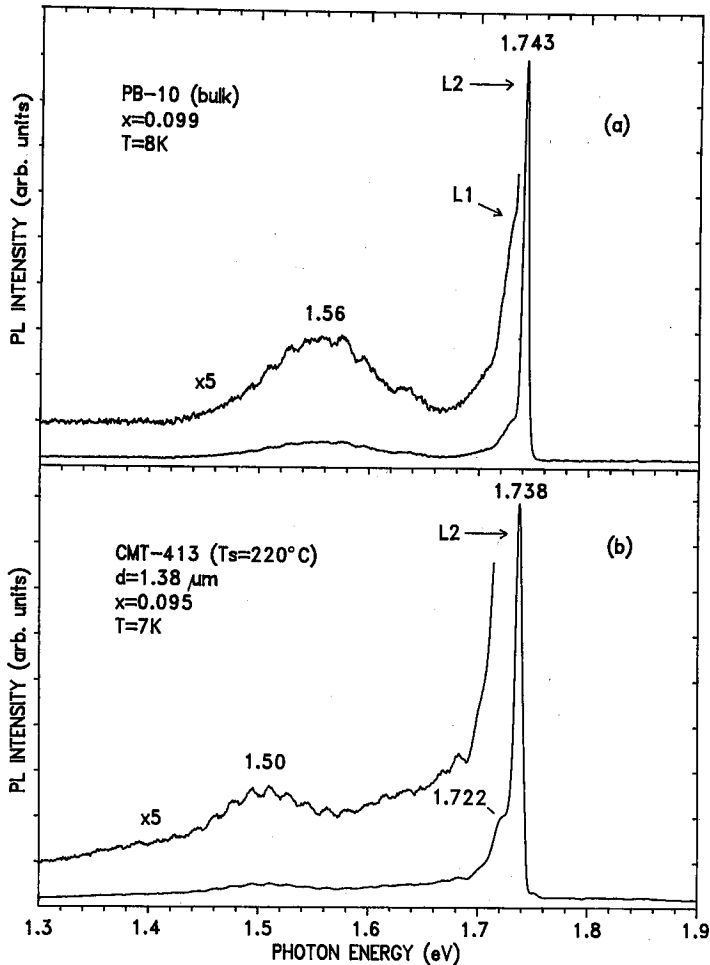 1.743
L2
PB-10 (bulk)
x=0.099
T=8K
(a)
L1
1.56
x5
PL INTENSITY (arb. units)
1.738
L2
CMT-413 (Ts=220°C)
d=1.38 μm
x=0.095
T=7K
(b)
1.50
1.722
x5
PL INTENSITY (arb. units)
1.3 1.4 1.5 1.6 1.7 1.8 1.9
PHOTON ENERGY (eV)